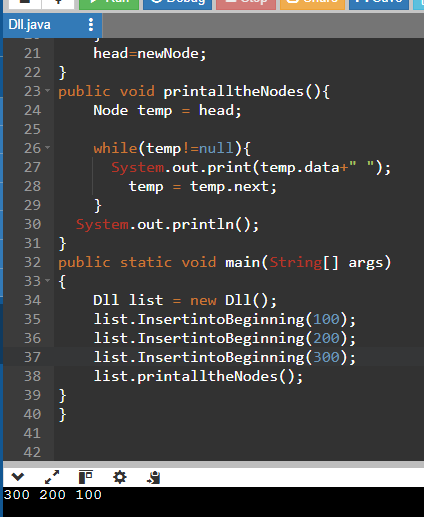 Run
Debug
Stop
Share
Save
Dll.java
20 }
21 head=newNode;
22 }
23 public void printalltheNodes(){
24 Node temp = head;
25
26 while(temp!=null){
27 System.out.print(temp.data+" ");
28 temp = temp.next;
29 }
30 System.out.println();
31 }
32 public static void main(String[] args)
33 {
34 Dll list = new Dll();
35 list.InsertintoBeginning(100);
36 list.InsertintoBeginning(200);
37 list.InsertintoBeginning(300);
38 list.printalltheNodes();
39 }
40 }
41
42
300 200 100